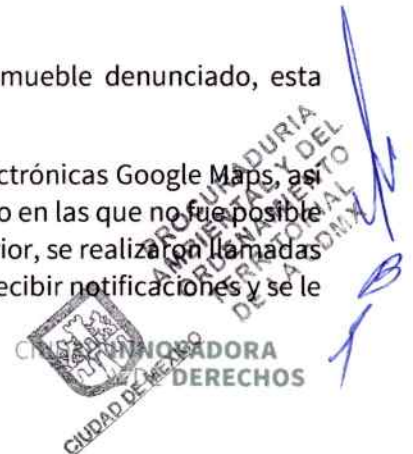 mueble denunciado, esta
ctrónicas Google Maps, así
o en las que no fue posible
ior, se realizaron llamadas
ecibir notificaciones y se le
PROCURADURIA
AMBIENTAL Y DEL
ORDENAMIENTO
TERRITORIAL
DE LA CDMX
INNOVADORA
DE DERECHOS
CIUDAD DE MÉXICO